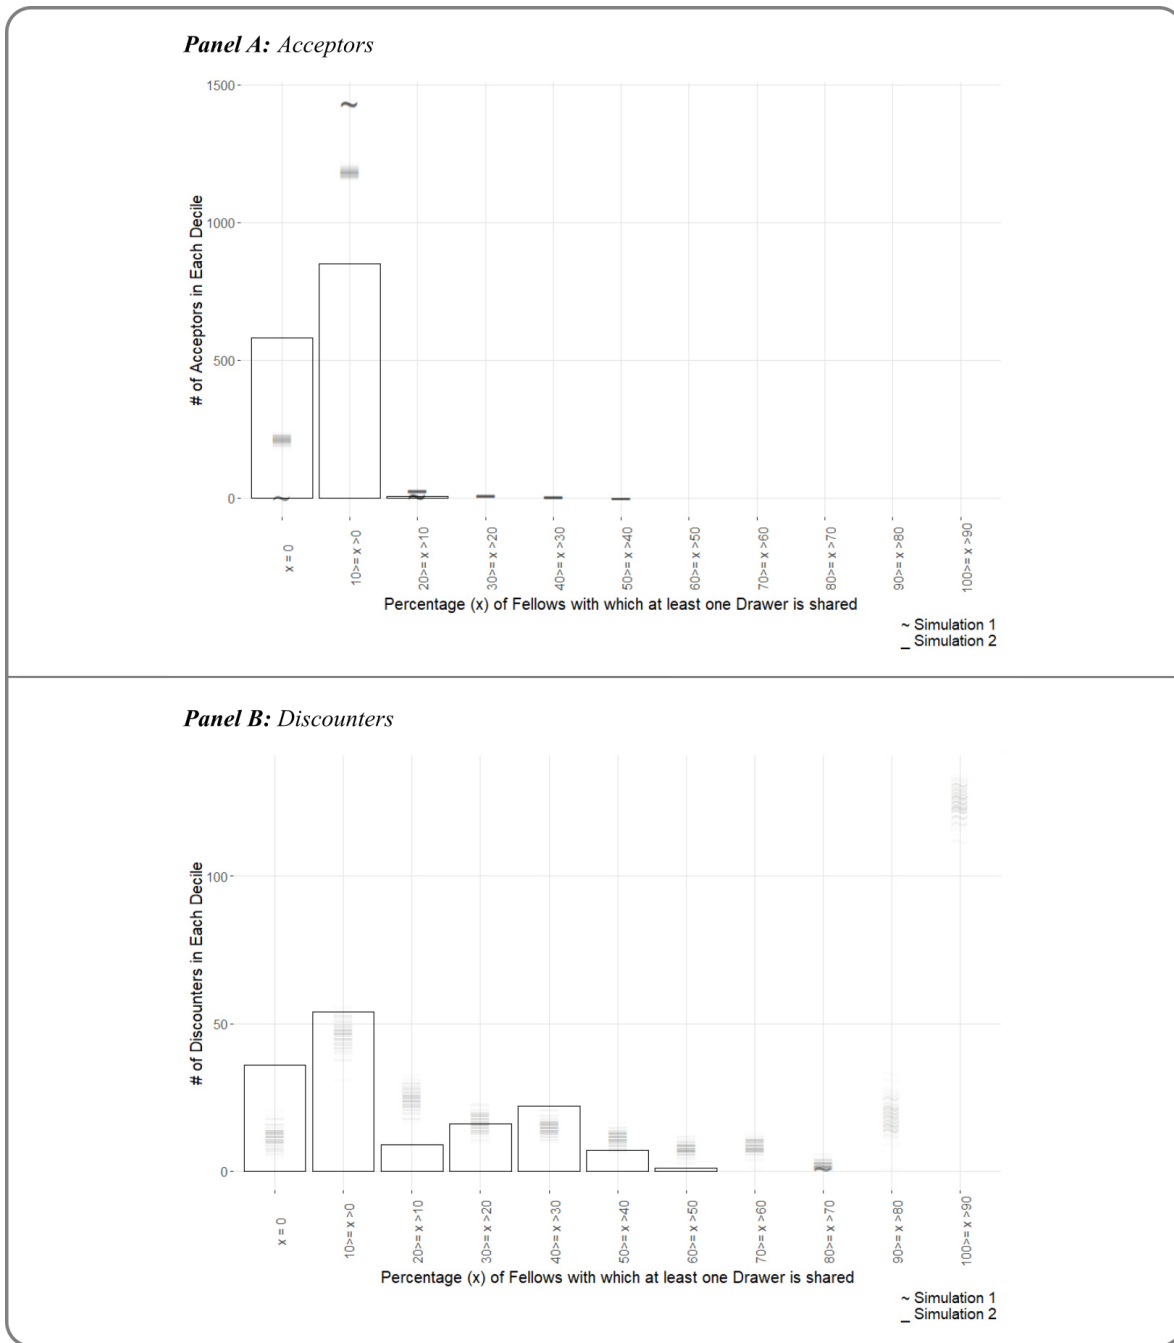 Panel A: Acceptors
1500
1000
500
0
# of Acceptors in Each Decile
x = 0
10>= x >0
20>= x >10
30>= x >20
40>= x >30
50>= x >40
60>= x >50
70>= x >60
80>= x >70
90>= x >80
100>= x >90
Percentage (x) of Fellows with which at least one Drawer is shared
~ Simulation 1
_ Simulation 2
Panel B: Discounters
100
50
0
# of Discounters in Each Decile
x = 0
10>= x >0
20>= x >10
30>= x >20
40>= x >30
50>= x >40
60>= x >50
70>= x >60
80>= x >70
90>= x >80
100>= x >90
Percentage (x) of Fellows with which at least one Drawer is shared
~ Simulation 1
_ Simulation 2